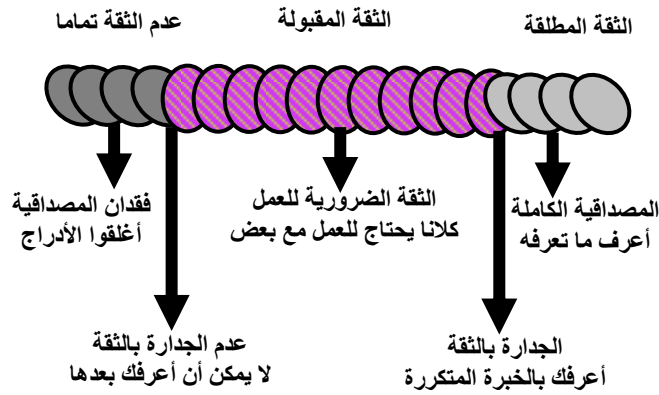 الثقة المطلقة
الثقة المقبولة
عدم الثقة تماما
المصداقية الكاملة
أعرف ما تعرفه
الثقة الضرورية للعمل
كلانا يحتاج للعمل مع بعض
فقدان المصداقية
أغلقوا الأدراج
الجدارة بالثقة
أعرفك بالخبرة المتكررة
عدم الجدارة بالثقة
لا يمكن أن أعرفك بعدها